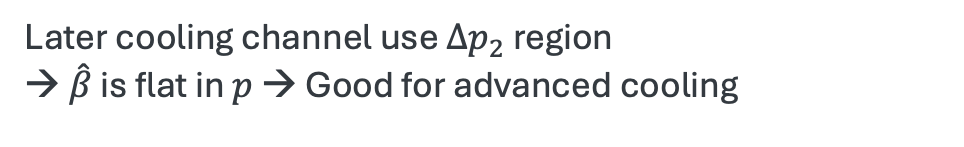 Later cooling channel use Δ𝑝₂ region
→ 𝛽̂ is flat in 𝑝 → Good for advanced cooling